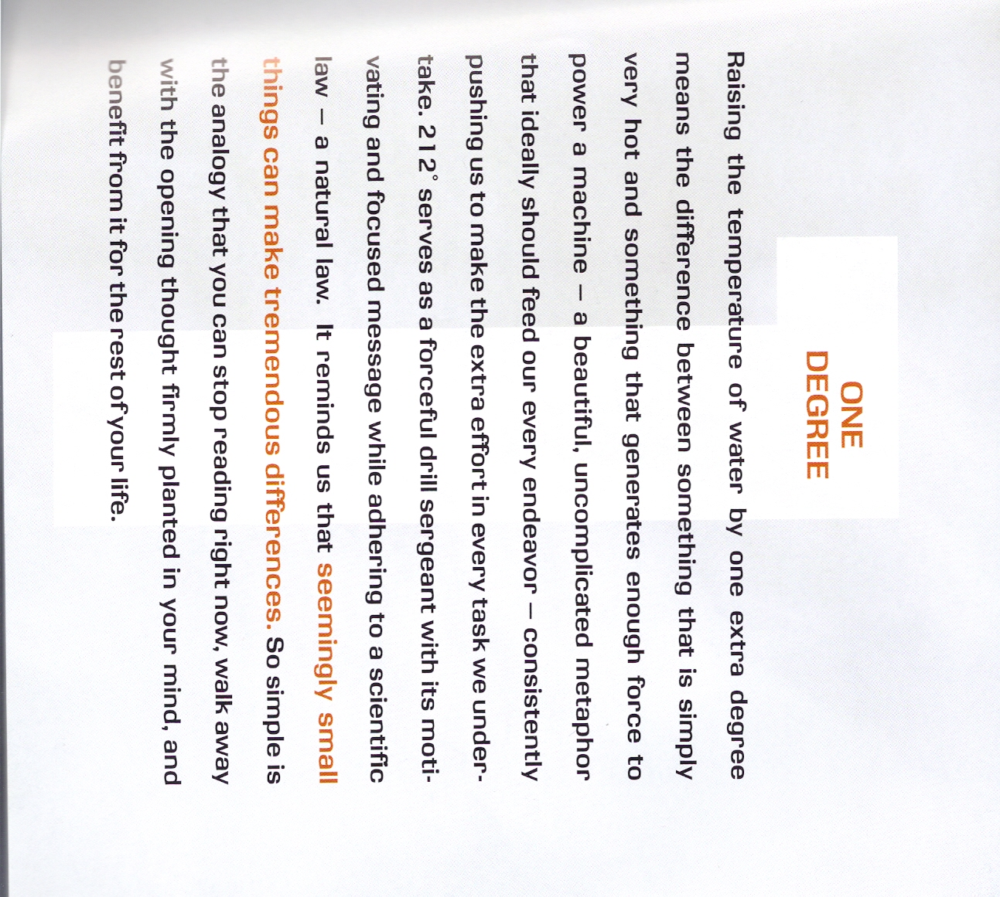 ONE
DEGREE
Raising the temperature of water by one extra degree
means the difference between something that is simply
very hot and something that generates enough force to
power a machine – a beautiful, uncomplicated metaphor
that ideally should feed our every endeavor – consistently
pushing us to make the extra effort in every task we under-
take. 212° serves as a forceful drill sergeant with its moti-
vating and focused message while adhering to a scientific
law – a natural law. It reminds us that seemingly small
things can make tremendous differences. So simple is
the analogy that you can stop reading right now, walk away
with the opening thought firmly planted in your mind, and
benefit from it for the rest of your life.